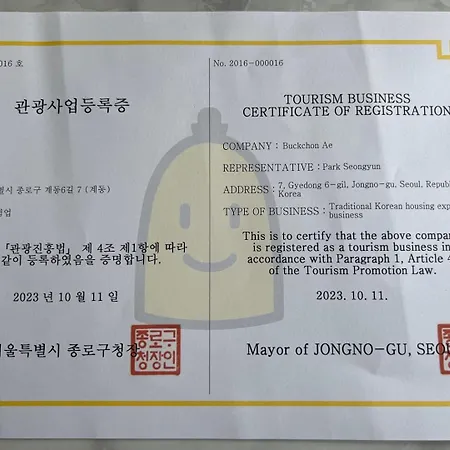 016 호
관광사업등록증
별시 종로구 계동6길 7 (계동)
험업
「관광진흥법」 제 4조 제1항에 따라
같이 등록하였음을 증명합니다.
2023 년 10 월 11 일
울특별시 종로구청장
종로구
청장인
No. 2016-000016
TOURISM BUSINESS
CERTIFICATE OF REGISTRATION
COMPANY : Buckchon Ae
REPRESENTATIVE : Park Seongyun
ADDRESS : 7, Gyedong 6-gil, Jongno-gu, Seoul, Republ
Korea
TYPE OF BUSINESS : Traditional Korean housing exp
business
This is to certify that the above compan
is registered as a tourism business in
accordance with Paragraph 1, Article 4
of the Tourism Promotion Law.
2023. 10. 11.
Mayor of JONGNO-GU, SEO